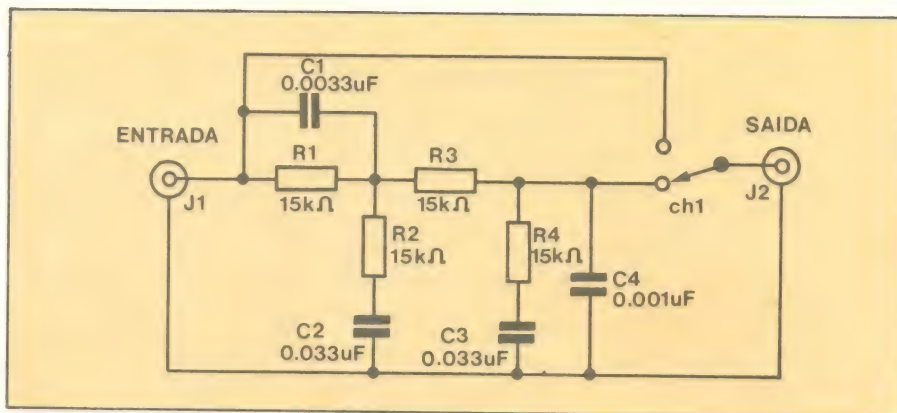 C1
0.0033uF
ENTRADA
SAIDA
R1
R3
J1
15kΩ
15kΩ
ch1
J2
R2
15kΩ
R4
15kΩ
C4
0.001uF
C2
0.033uF
C3
0.033uF